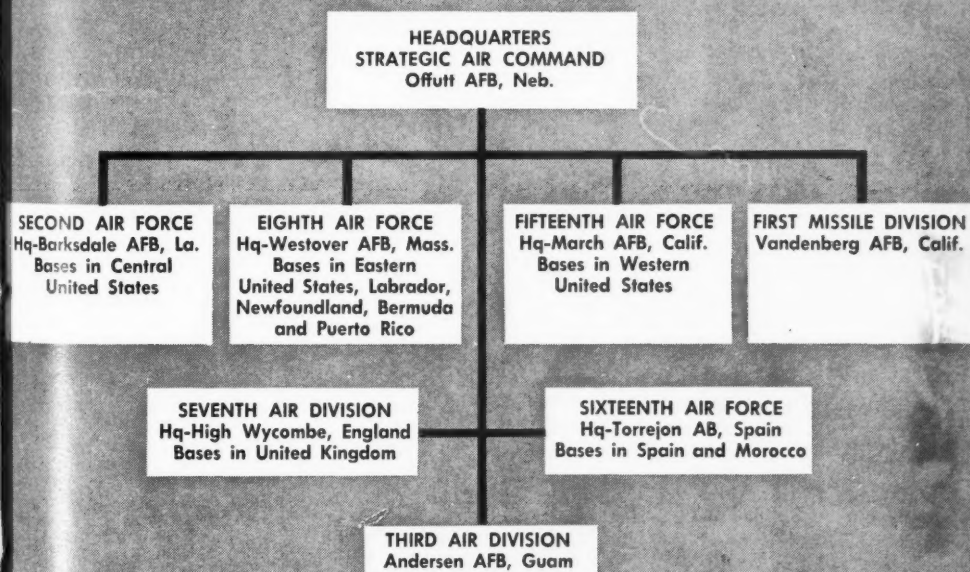 HEADQUARTERS
STRATEGIC AIR COMMAND
Offutt AFB, Neb.
SECOND AIR FORCE
Hq-Barksdale AFB, La.
Bases in Central
United States
EIGHTH AIR FORCE
Hq-Westover AFB, Mass.
Bases in Eastern
United States, Labrador,
Newfoundland, Bermuda
and Puerto Rico
FIFTEENTH AIR FORCE
Hq-March AFB, Calif.
Bases in Western
United States
FIRST MISSILE DIVISION
Vandenberg AFB, Calif.
SEVENTH AIR DIVISION
Hq-High Wycombe, England
Bases in United Kingdom
SIXTEENTH AIR FORCE
Hq-Torrejon AB, Spain
Bases in Spain and Morocco
THIRD AIR DIVISION
Andersen AFB, Guam